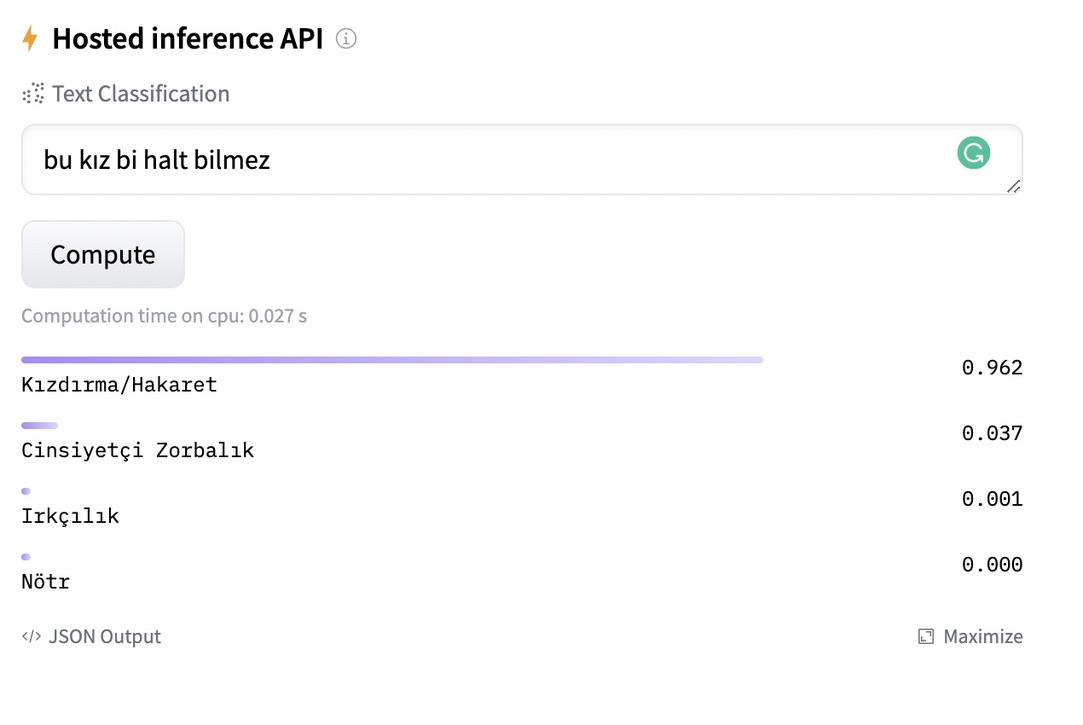 Hosted inference API
Text Classification
bu kız bi halt bilmez
Compute
Computation time on cpu: 0.027 s
0.962
Kızdırma/Hakaret
0.037
Cinsiyetçi Zorbalık
0.001
Irkçılık
0.000
Nötr
</> JSON Output Maximize